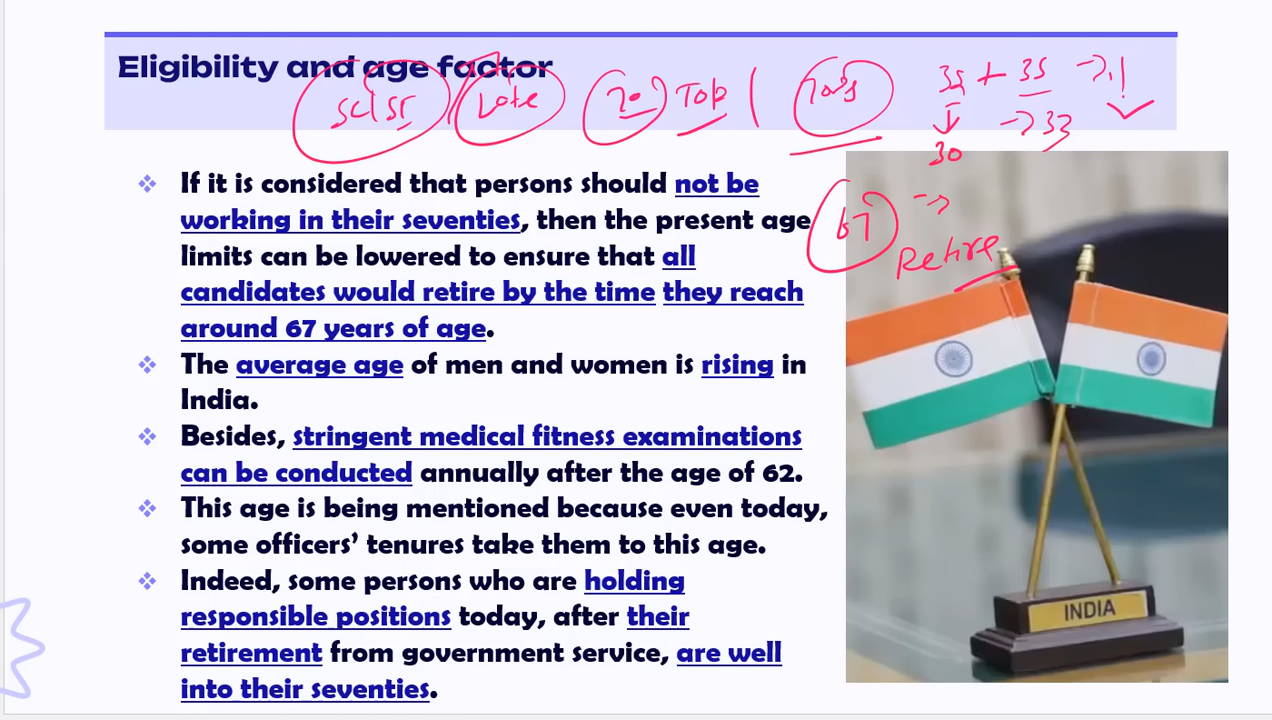 Eligibility and age factor
SC/ST Late 70 Top 70's 35 + 35 → !
↓ → 33
30
67 →
Retire
If it is considered that persons should not be
working in their seventies, then the present age
limits can be lowered to ensure that all
candidates would retire by the time they reach
around 67 years of age.
The average age of men and women is rising in
India.
Besides, stringent medical fitness examinations
can be conducted annually after the age of 62.
This age is being mentioned because even today,
some officers’ tenures take them to this age.
Indeed, some persons who are holding
responsible positions today, after their
retirement from government service, are well
into their seventies.
INDIA